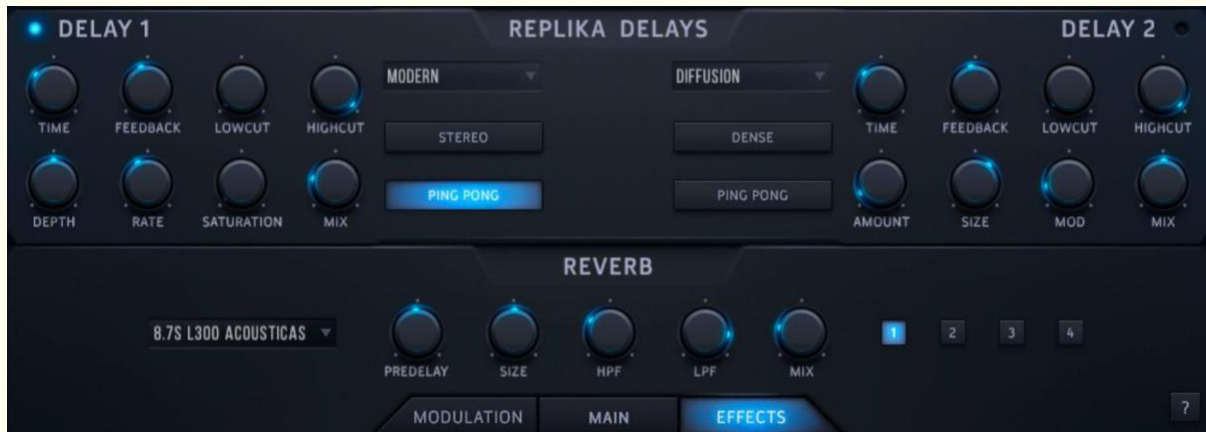 DELAY 1 REPLIKA DELAYS DELAY 2
MODERN DIFFUSION
TIME FEEDBACK LOWCUT HIGHCUT TIME FEEDBACK LOWCUT HIGHCUT
STEREO DENSE
PING PONG PING PONG
DEPTH RATE SATURATION MIX AMOUNT SIZE MOD MIX
REVERB
8.7S L300 ACOUSTICAS 1 2 3 4
PREDELAY SIZE HPF LPF MIX
MODULATION MAIN EFFECTS ?